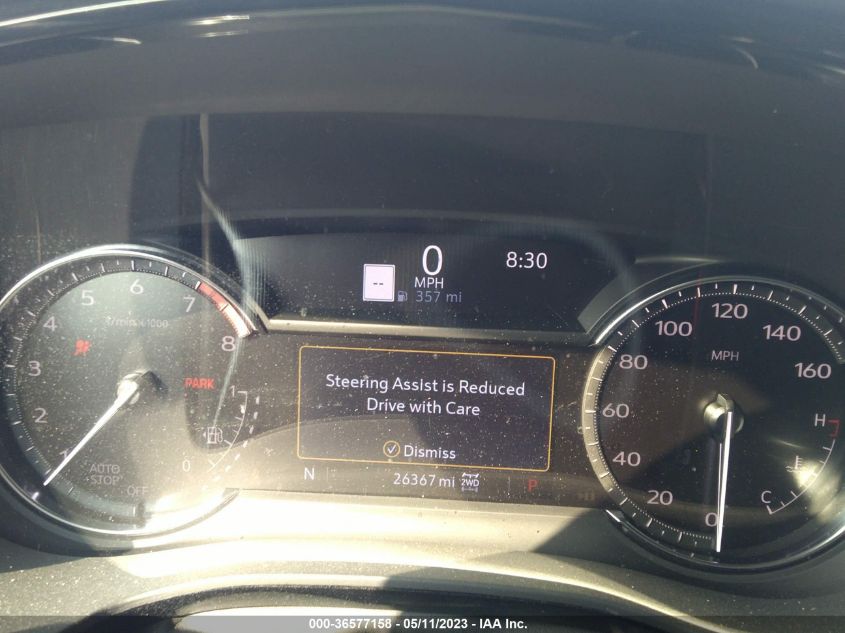 0
MPH
8:30
--
357 mi
1
2
3
4
5
6
7
8
PARK
1
0
AUTO
STOP
OFF
Steering Assist is Reduced
Drive with Care
Dismiss
N
26367 mi
2WD
P
0
20
40
60
80
100
120
140
160
MPH
H
C
000-36577158 - 05/11/2023 - IAA Inc.